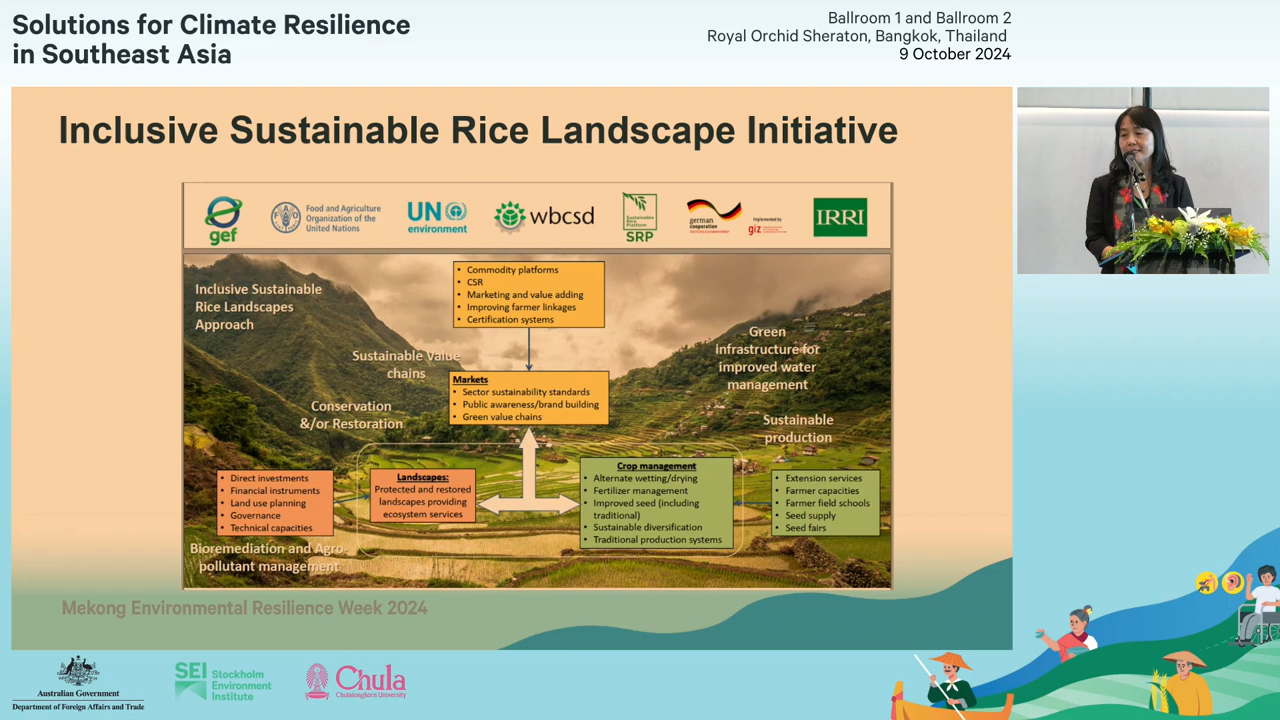 Solutions for Climate Resilience
in Southeast Asia
Ballroom 1 and Ballroom 2
Royal Orchid Sheraton, Bangkok, Thailand
9 October 2024
Inclusive Sustainable Rice Landscape Initiative
gef
FAO
Food and Agriculture
Organization of the
United Nations
UN
environment
wbcsd
Sustainable
Rice Platform
SRP
german
cooperation
Implemented by
giz
IRRI
Inclusive Sustainable
Rice Landscapes
Approach
• Commodity platforms
• CSR
• Marketing and value adding
• Improving farmer linkages
• Certification systems
Sustainable Value
chains
Green
infrastructure for
improved water
management
Markets
• Sector sustainability standards
• Public awareness/brand building
• Green value chains
Conservation
&/or Restoration
Sustainable
production
• Direct investments
• Financial instruments
• Land use planning
• Governance
• Technical capacities
Landscapes:
Protected and restored
landscapes providing
ecosystem services
Crop management
• Alternate wetting/drying
• Fertilizer management
• Improved seed (including
traditional)
• Sustainable diversification
• Traditional production systems
• Extension services
• Farmer capacities
• Farmer field schools
• Seed supply
• Seed fairs
Bioremediation and Agro-
pollutant management
Mekong Environmental Resilience Week 2024
Australian Government
Department of Foreign Affairs and Trade
SEI
Stockholm
Environment
Institute
Chula
Chulalongkorn University